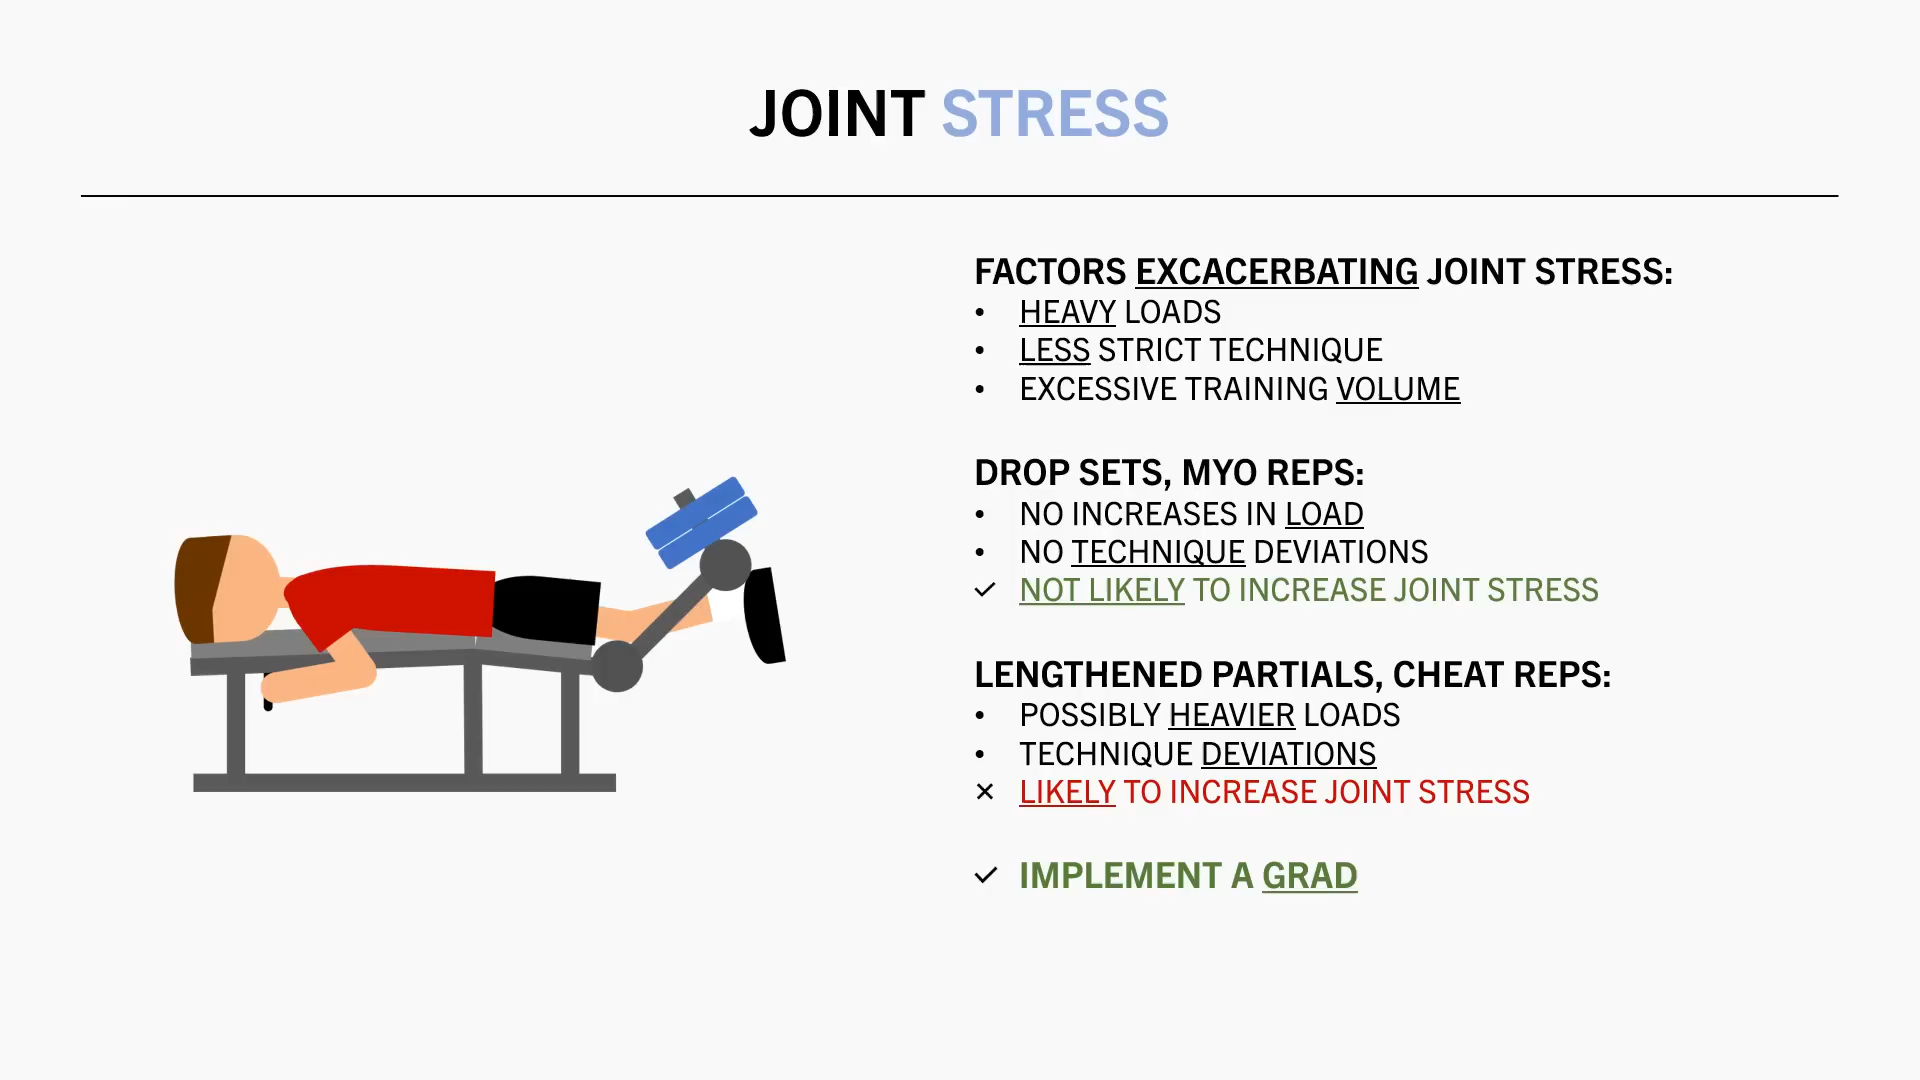 JOINT STRESS
FACTORS EXCACERBATING JOINT STRESS:
• HEAVY LOADS
• LESS STRICT TECHNIQUE
• EXCESSIVE TRAINING VOLUME
DROP SETS, MYO REPS:
• NO INCREASES IN LOAD
• NO TECHNIQUE DEVIATIONS
✓ NOT LIKELY TO INCREASE JOINT STRESS
LENGTHENED PARTIALS, CHEAT REPS:
• POSSIBLY HEAVIER LOADS
• TECHNIQUE DEVIATIONS
✕ LIKELY TO INCREASE JOINT STRESS
✓ IMPLEMENT A GRAD